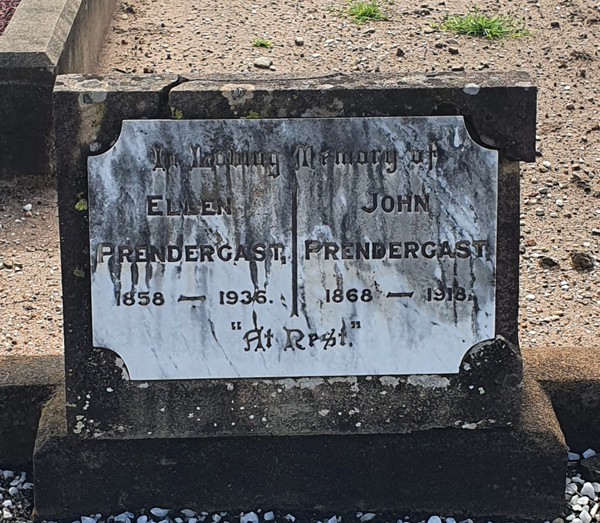 In Loving Memory of
ELLEN
PRENDERGAST,
1858 — 1936.
JOHN
PRENDERGAST
1868 — 1918.
"At Rest."